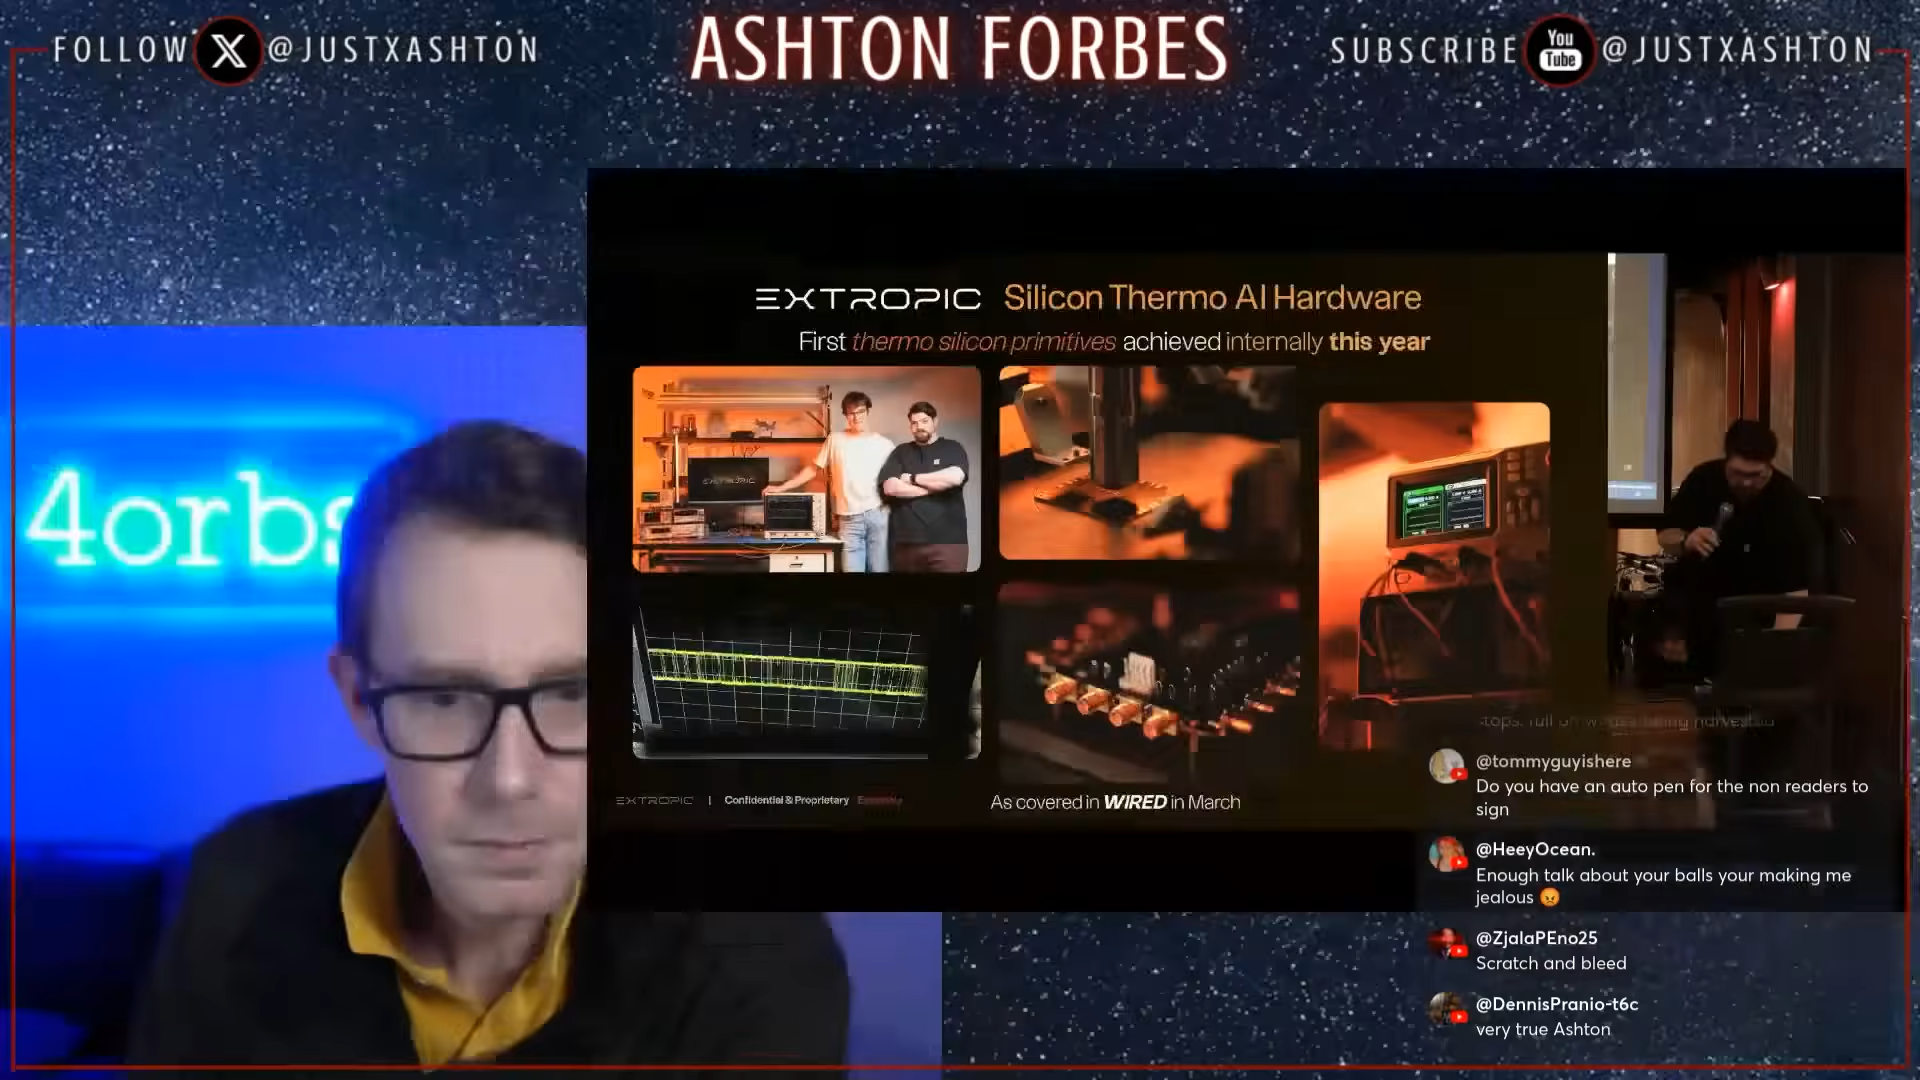 FOLLOW X @JUSTXASHTON
ASHTON FORBES
SUBSCRIBE You Tube @JUSTXASHTON
4orbs
EXTROPIC Silicon Thermo AI Hardware
First thermo silicon primitives achieved internally this year
EXTROPIC
EXTROPIC | Confidential & Proprietary
As covered in WIRED in March
@tommyguyishere
Do you have an auto pen for the non readers to
sign
@HeeyOcean.
Enough talk about your balls your making me
jealous 😡
@ZjalaPEno25
Scratch and bleed
@DennisPranio-t6c
very true Ashton